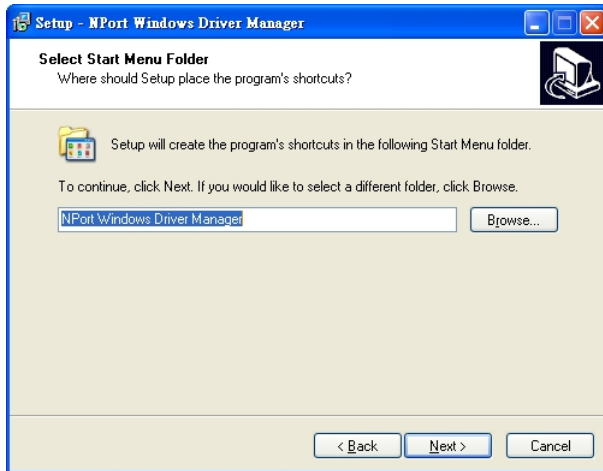 Setup - NPort Windows Driver Manager
Select Start Menu Folder
Where should Setup place the program's shortcuts?
Setup will create the program's shortcuts in the following Start Menu folder.
To continue, click Next. If you would like to select a different folder, click Browse.
NPort Windows Driver Manager
Browse...
< Back
Next >
Cancel